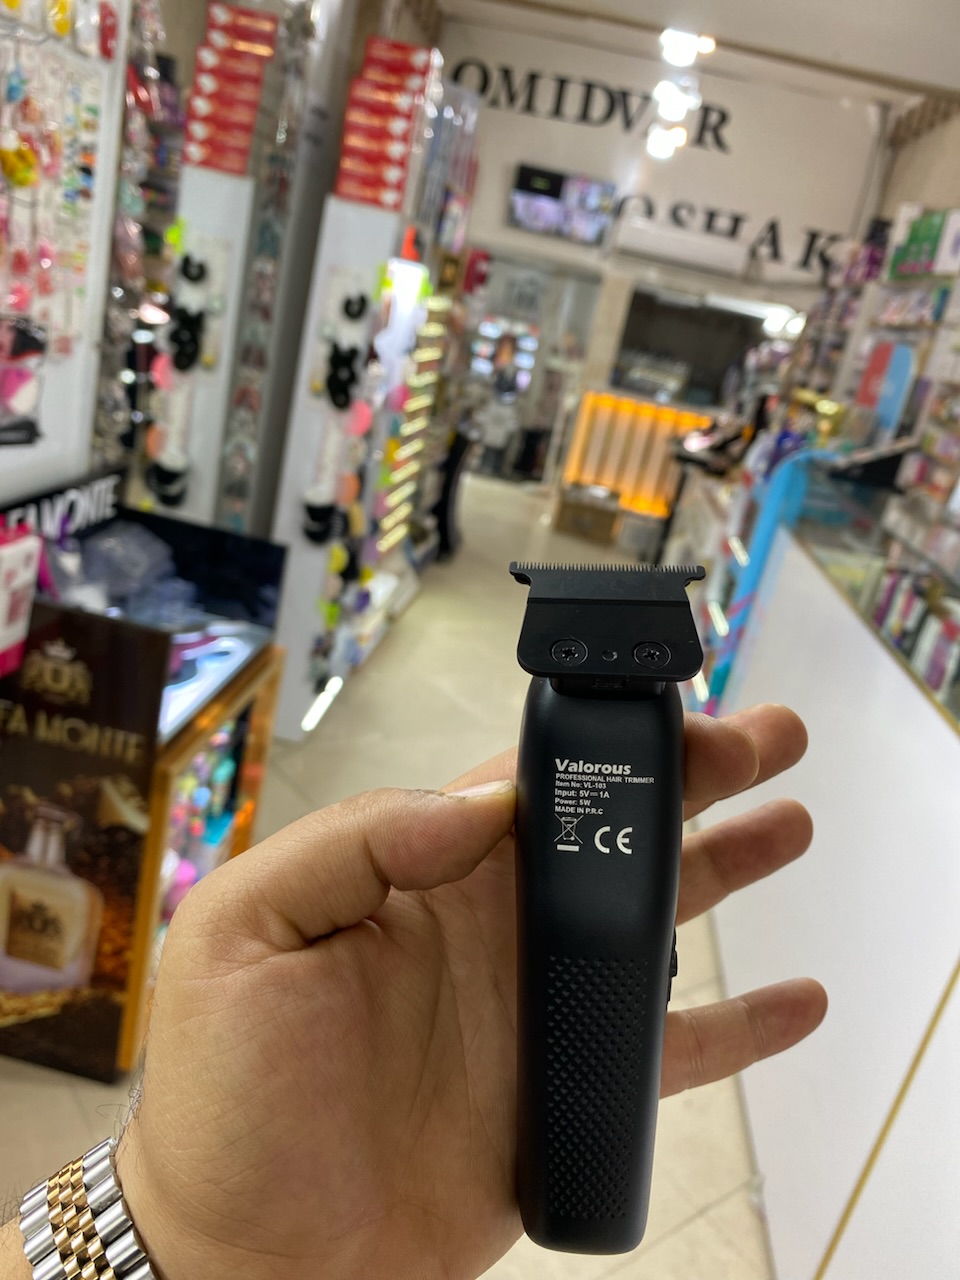 OMIDVAR
OSHAK
FAMONTE
FA MONTE
Valorous
PROFESSIONAL HAIR TRIMMER
Item No: VL-103
Input: 5V⎓1A
Power: 5W
MADE IN P.R.C
CE